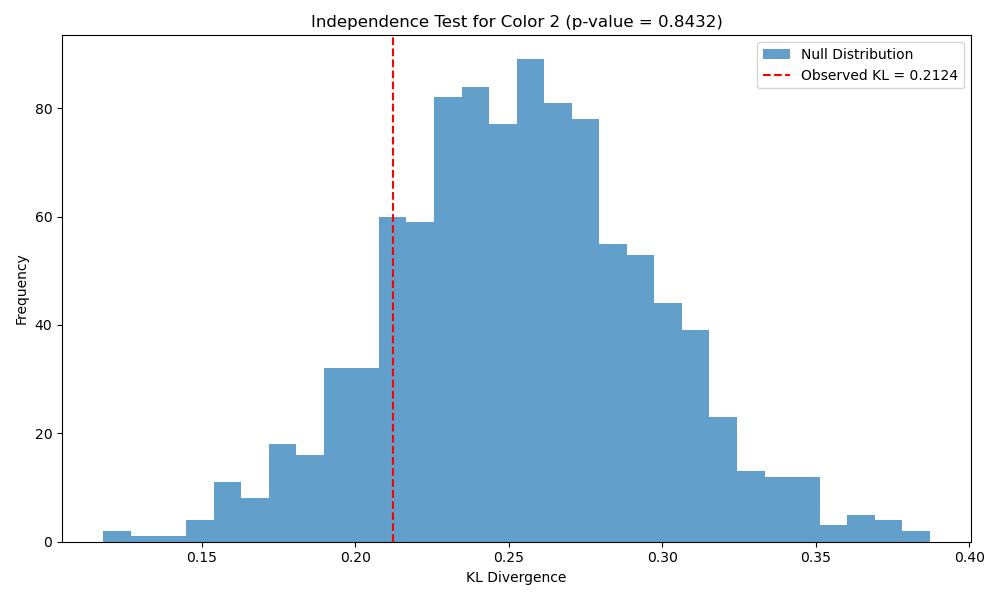 Independence Test for Color 2 (p-value = 0.8432)
Null Distribution
Observed KL = 0.2124
Frequency
80
60
40
20
0
0.15
0.20
0.25
0.30
0.35
0.40
KL Divergence